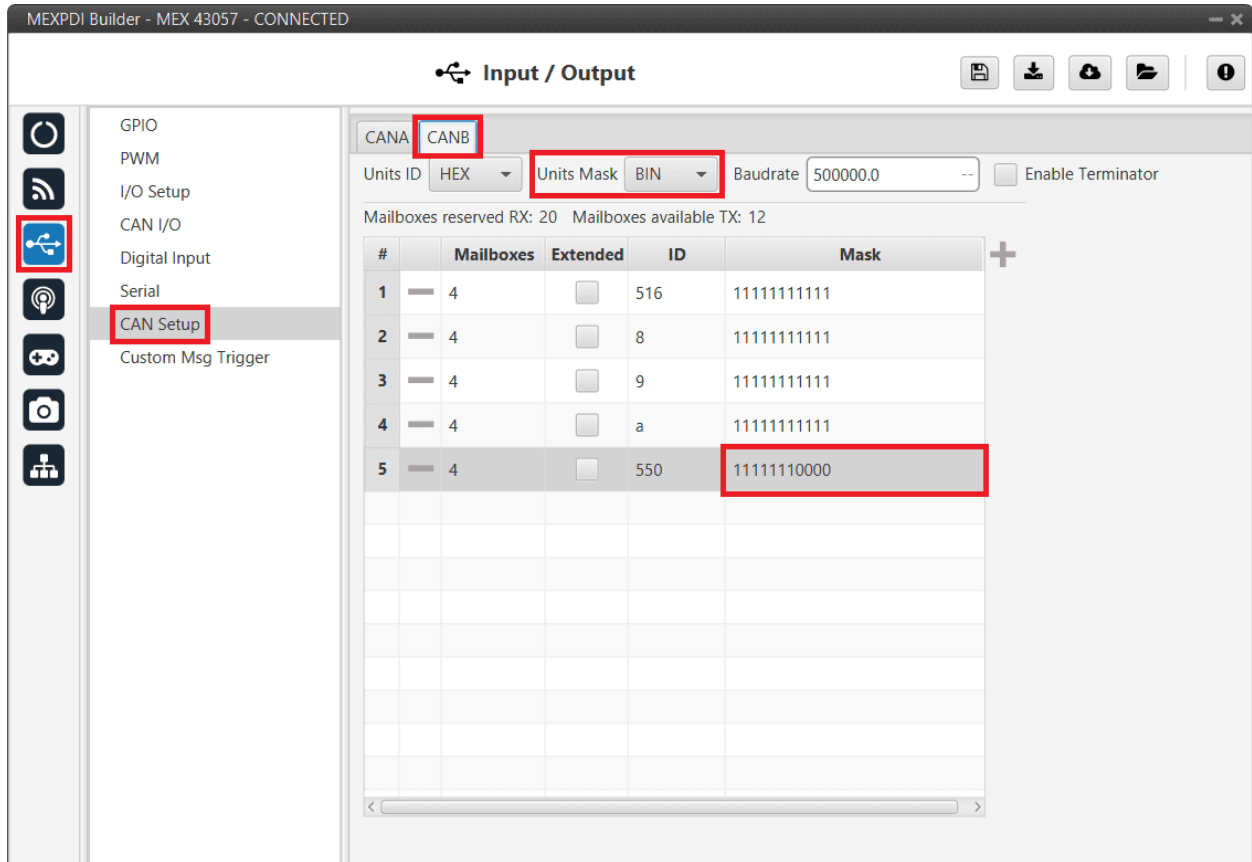 MEXPDI Builder - MEX 43057 - CONNECTED
Input / Output
GPIO
PWM
I/O Setup
CAN I/O
Digital Input
Serial
CAN Setup
Custom Msg Trigger
CANA CANB
Units ID HEX Units Mask BIN Baudrate 500000.0 -- Enable Terminator
Mailboxes reserved RX: 20 Mailboxes available TX: 12
# Mailboxes Extended ID Mask
1 4 516 11111111111
2 4 8 11111111111
3 4 9 11111111111
4 4 a 11111111111
5 4 550 11111110000